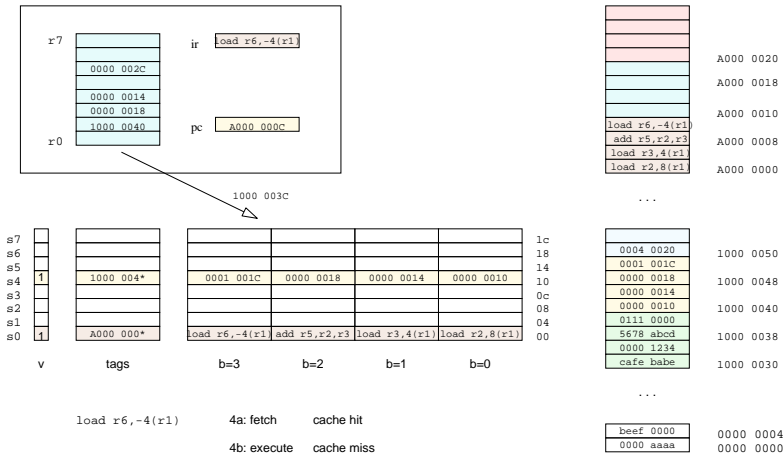 r7
0000 002C
0000 0014
0000 0018
1000 0040
r0
ir
load r6,-4(r1)
pc
A000 000C
1000 003C
load r6,-4(r1)
add r5,r2,r3
load r3,4(r1)
load r2,8(r1)
A000 0020
A000 0018
A000 0010
A000 0008
A000 0000
...
s7
s6
s5
s4 1 1000 004* 0001 001C 0000 0018 0000 0014 0000 0010
s3
s2
s1
s0 1 A000 000* load r6,-4(r1) add r5,r2,r3 load r3,4(r1) load r2,8(r1)
1c
18
14
10
0c
08
04
00
v tags b=3 b=2 b=1 b=0
0004 0020
0001 001C
0000 0018
0000 0014
0000 0010
0111 0000
5678 abcd
0000 1234
cafe babe
1000 0050
1000 0048
1000 0040
1000 0038
1000 0030
...
beef 0000
0000 aaaa
0000 0004
0000 0000
load r6,-4(r1) 4a: fetch cache hit
4b: execute cache miss